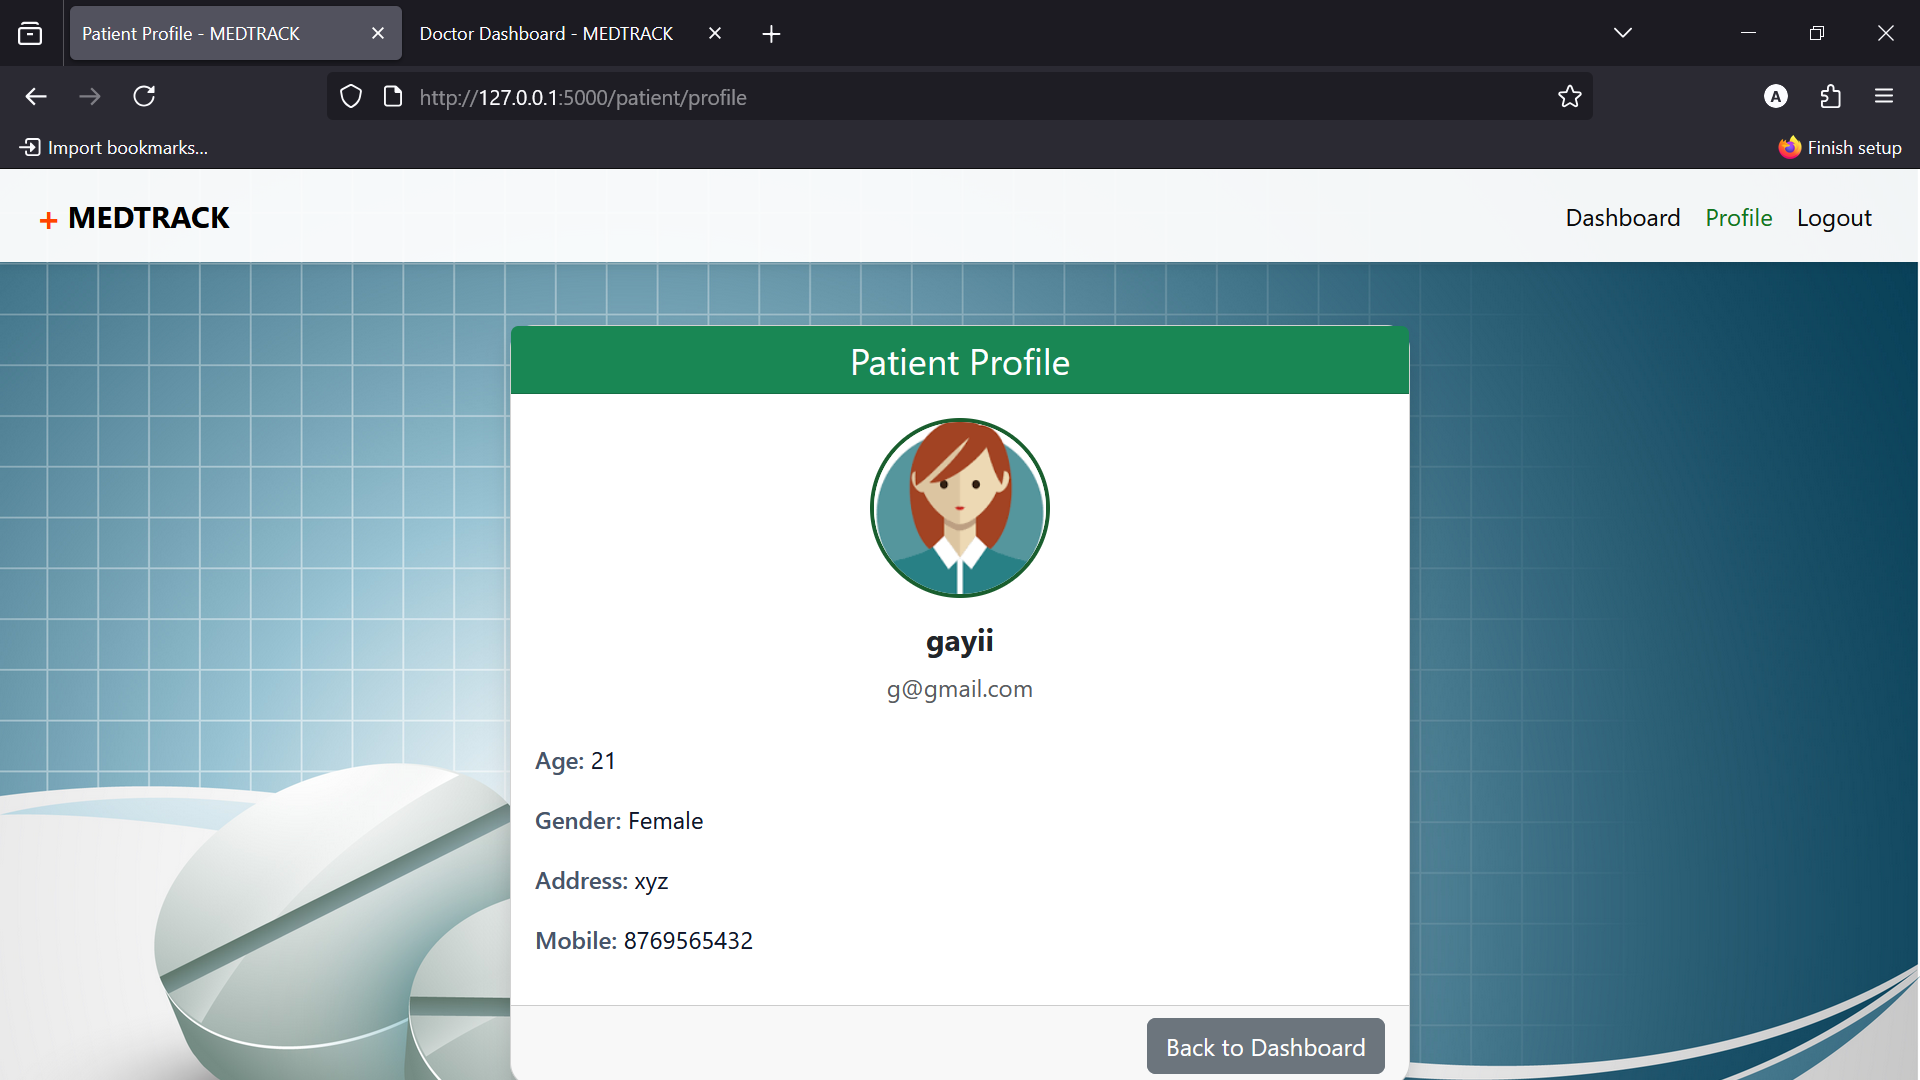 Patient Profile - MEDTRACK
Doctor Dashboard - MEDTRACK
http://127.0.0.1:5000/patient/profile
A
Import bookmarks...
Finish setup
+ MEDTRACK
Dashboard Profile Logout
Patient Profile
gayii
g@gmail.com
Age: 21
Gender: Female
Address: xyz
Mobile: 8769565432
Back to Dashboard